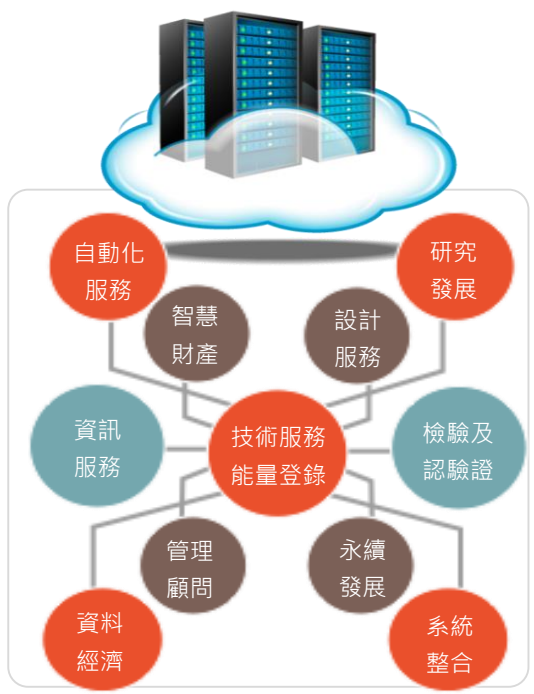 自動化
服務
研究
發展
智慧
財產
設計
服務
資訊
服務
技術服務
能量登錄
檢驗及
認驗證
管理
顧問
永續
發展
資料
經濟
系統
整合